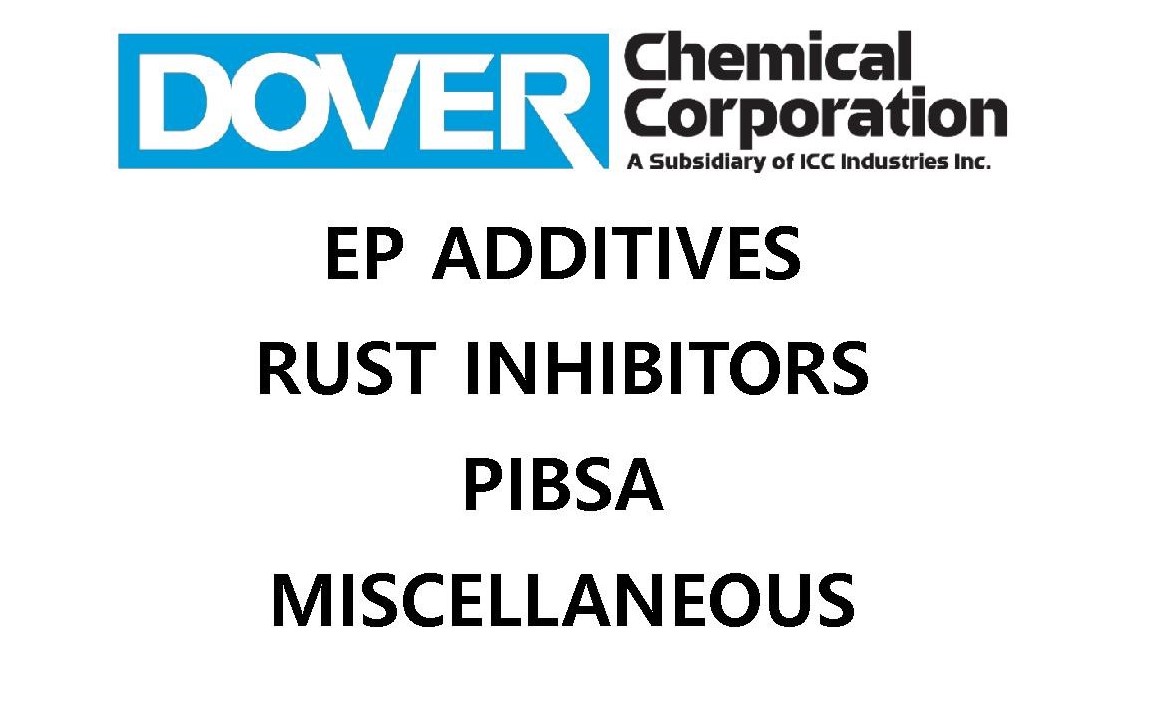 DOVER Chemical
Corporation
A Subsidiary of ICC Industries Inc.
EP ADDITIVES
RUST INHIBITORS
PIBSA
MISCELLANEOUS